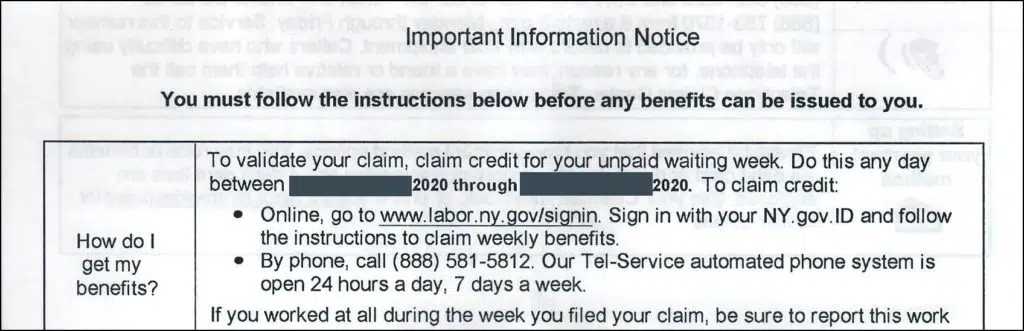 Important Information Notice
You must follow the instructions below before any benefits can be issued to you.
To validate your claim, claim credit for your unpaid waiting week. Do this any day
between 2020 through 2020. To claim credit:
• Online, go to www.labor.ny.gov/signin. Sign in with your NY.gov.ID and follow
the instructions to claim weekly benefits.
• By phone, call (888) 581-5812. Our Tel-Service automated phone system is
open 24 hours a day, 7 days a week.
How do I
get my
benefits?
If you worked at all during the week you filed your claim, be sure to report this work